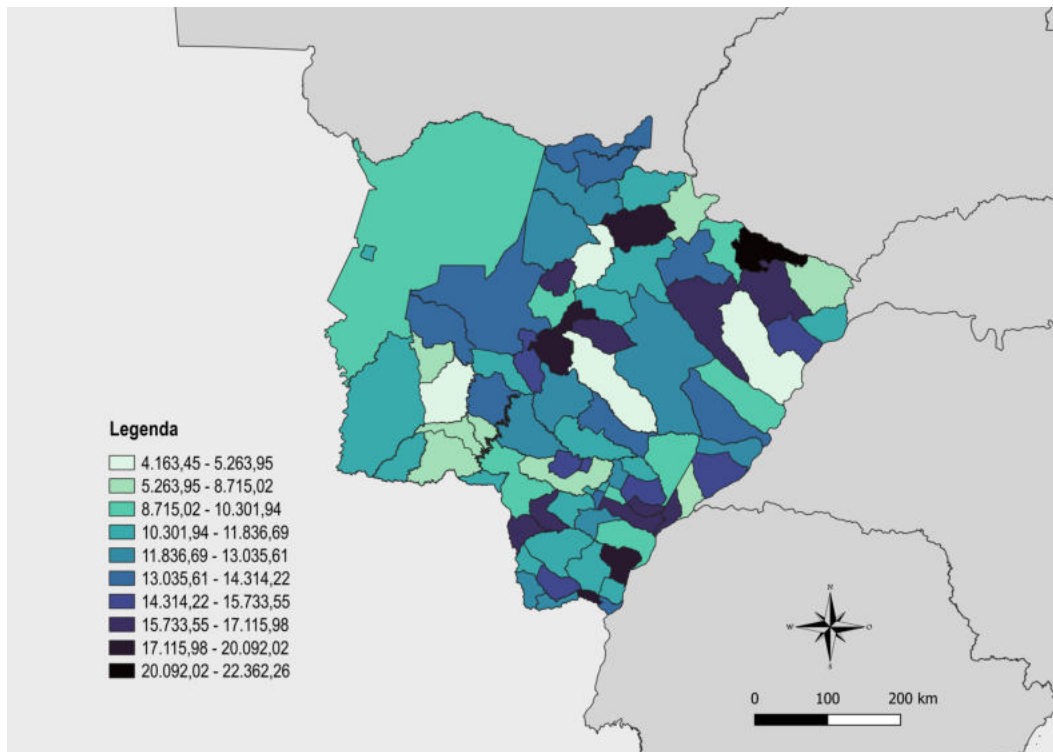 Legenda
4.163,45 - 5.263,95
5.263,95 - 8.715,02
8.715,02 - 10.301,94
10.301,94 - 11.836,69
11.836,69 - 13.035,61
13.035,61 - 14.314,22
14.314,22 - 15.733,55
15.733,55 - 17.115,98
17.115,98 - 20.092,02
20.092,02 - 22.362,26
N
W O
S
0 100 200 km